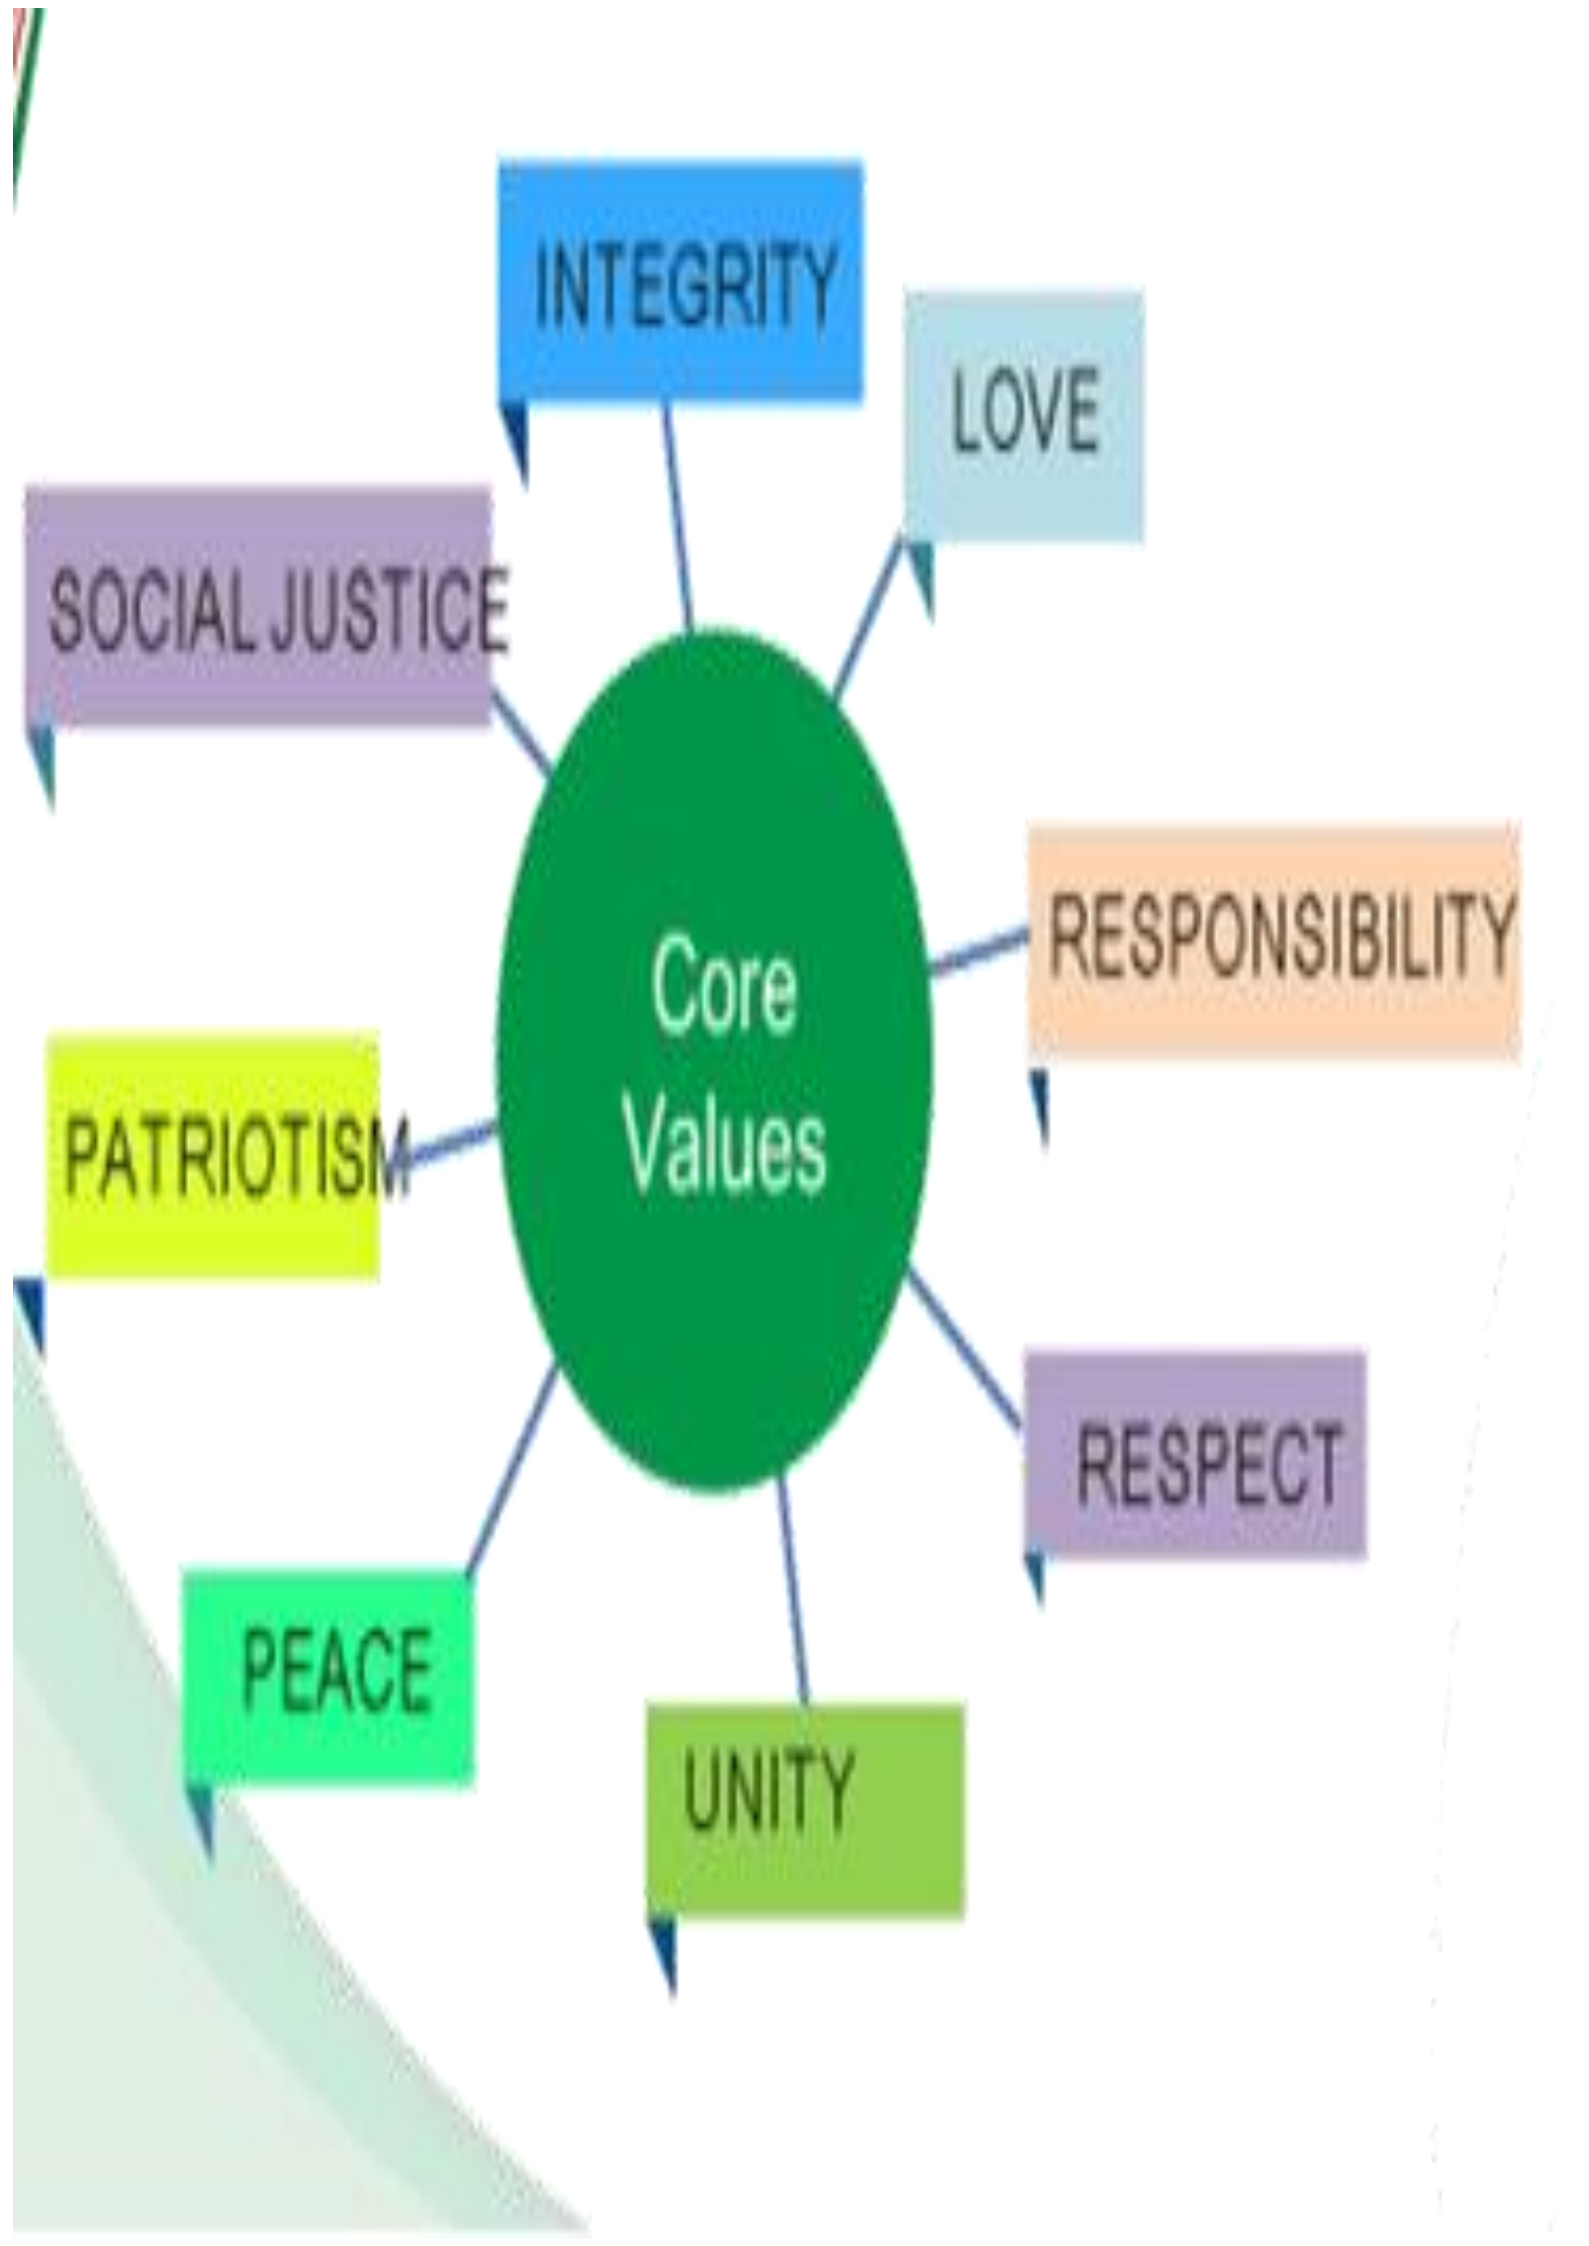 INTEGRITY
LOVE
SOCIAL JUSTICE
RESPONSIBILITY
Core
Values
PATRIOTISM
RESPECT
PEACE
UNITY